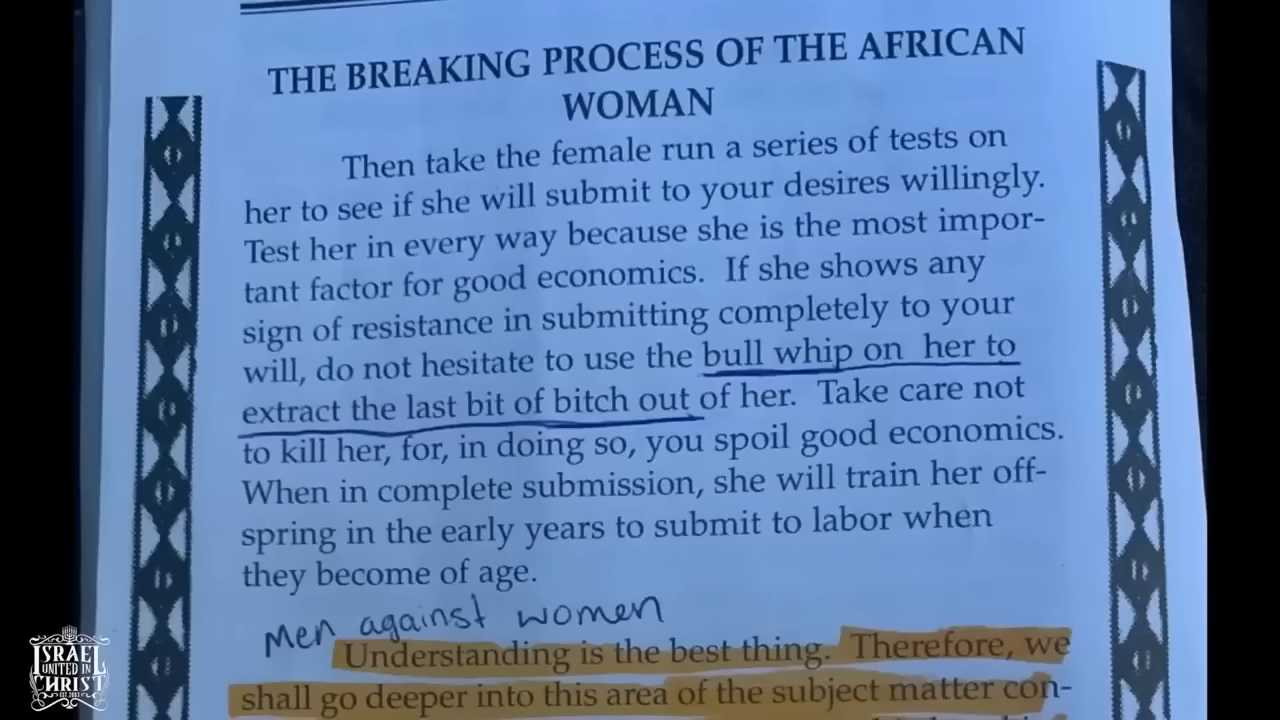 THE BREAKING PROCESS OF THE AFRICAN
WOMAN
Then take the female run a series of tests on
her to see if she will submit to your desires willingly.
Test her in every way because she is the most impor-
tant factor for good economics. If she shows any
sign of resistance in submitting completely to your
will, do not hesitate to use the bull whip on her to
extract the last bit of bitch out of her. Take care not
to kill her, for, in doing so, you spoil good economics.
When in complete submission, she will train her off-
spring in the early years to submit to labor when
they become of age.
Men against women
Understanding is the best thing. Therefore, we
shall go deeper into this area of the subject matter con-
ISRAEL
UNITED IN
CHRIST